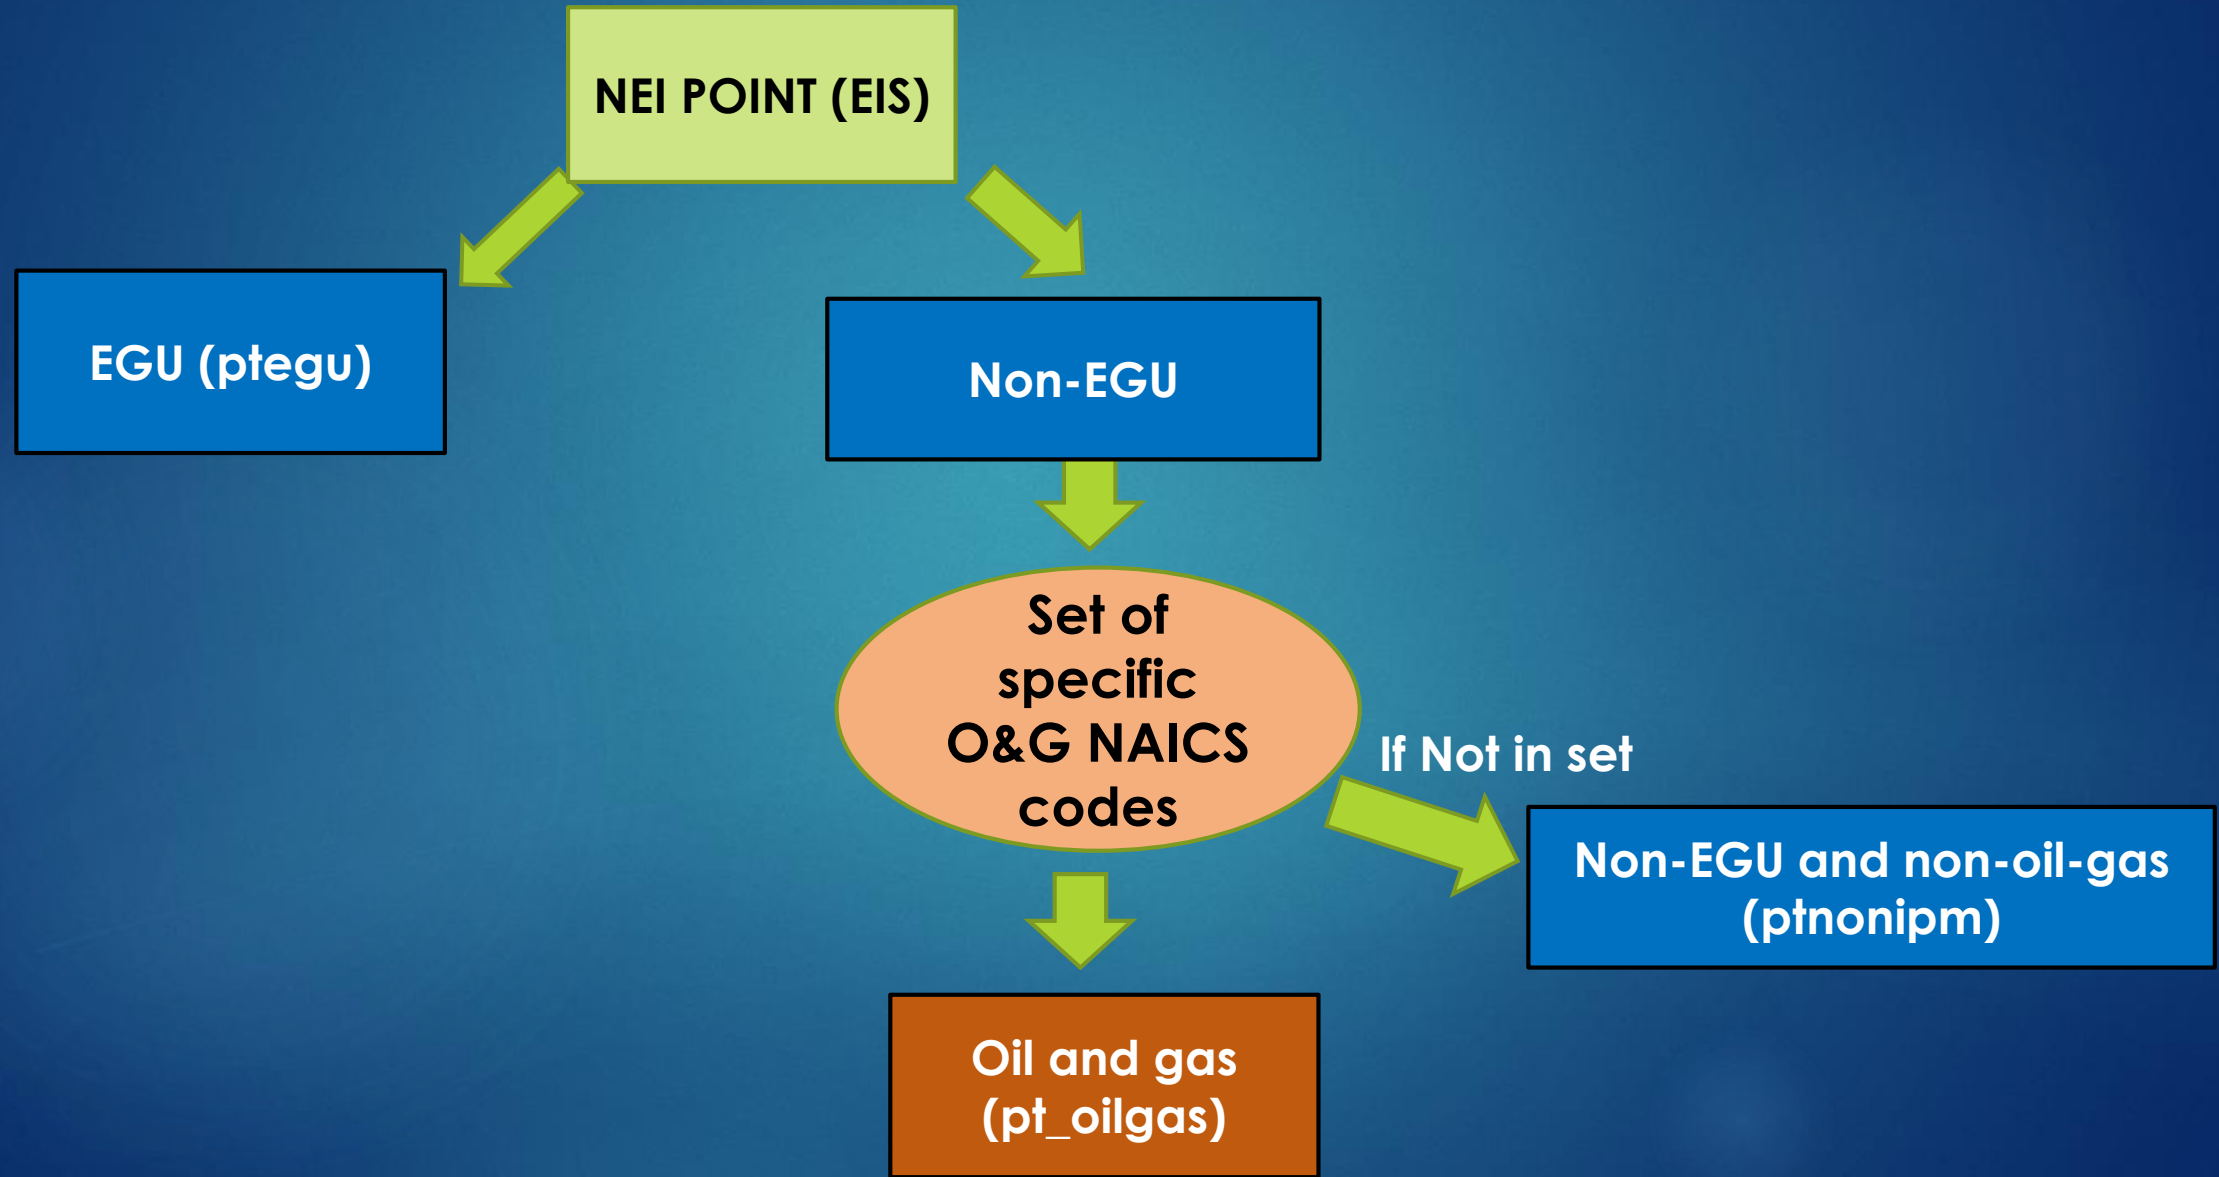 NEI POINT (EIS)
EGU (ptegu)
Non-EGU
Set of
specific
O&G NAICS
codes
If Not in set
Non-EGU and non-oil-gas
(ptnonipm)
Oil and gas
(pt_oilgas)